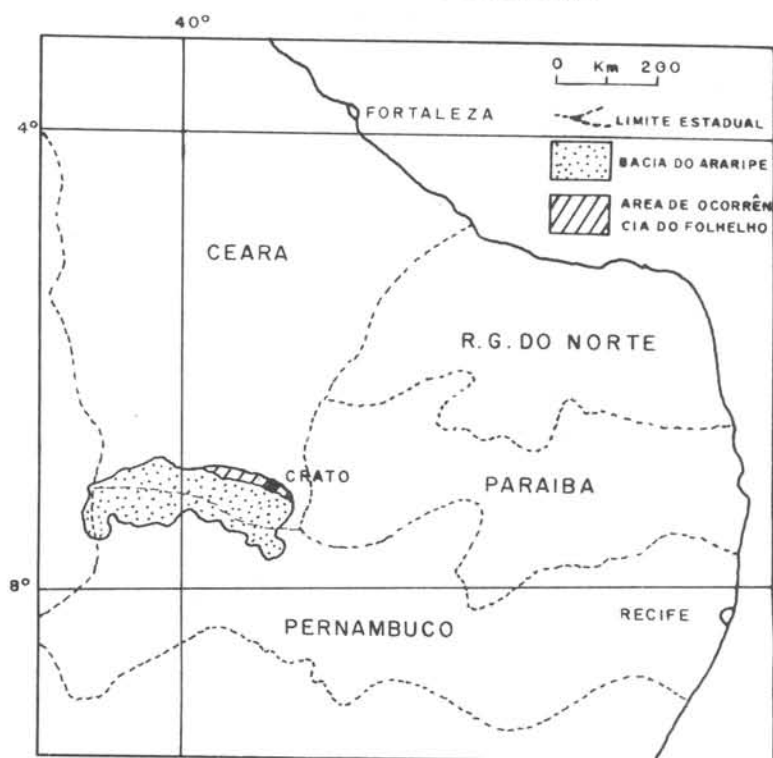 40°
0 Km 200
4°
FORTALEZA
LIMITE ESTADUAL
BACIA DO ARARIPE
AREA DE OCORRÊN
CIA DO FOLHELHO
CEARA
R.G. DO NORTE
CRATO
PARAIBA
8°
PERNAMBUCO
RECIFE